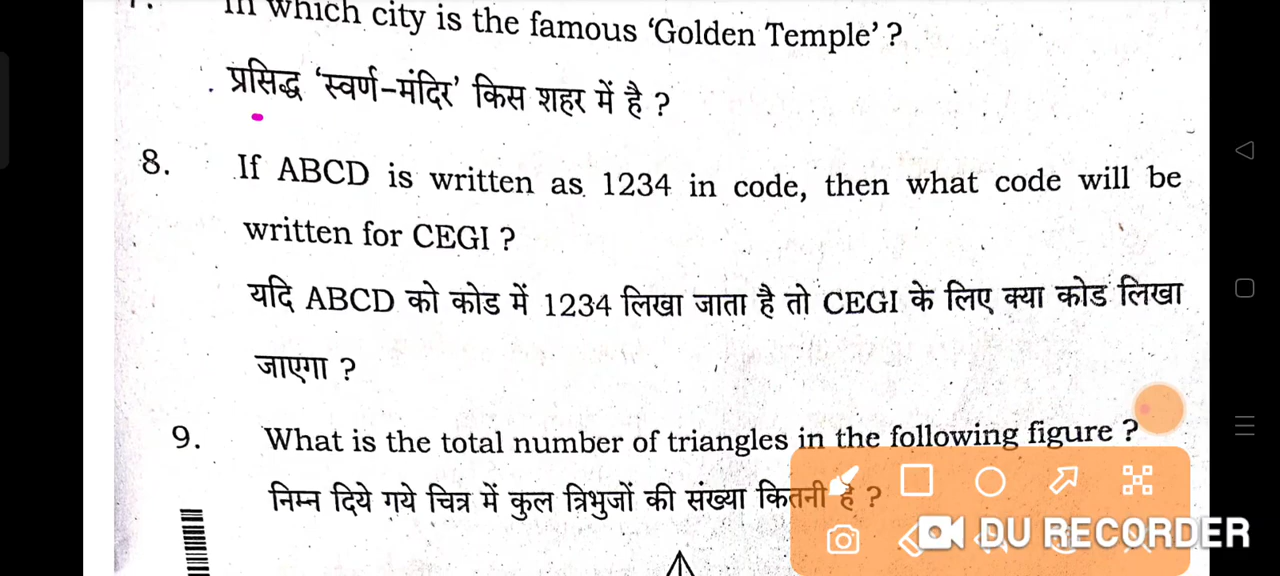 In which city is the famous ‘Golden Temple’ ?
प्रसिद्ध ‘स्वर्ण-मंदिर’ किस शहर में है ?
8. If ABCD is written as 1234 in code, then what code will be
written for CEGI ?
यदि ABCD को कोड में 1234 लिखा जाता है तो CEGI के लिए क्या कोड लिखा
जाएगा ?
9. What is the total number of triangles in the following figure ?
निम्न दिये गये चित्र में कुल त्रिभुजों की संख्या कितनी है ?
DU RECORDER